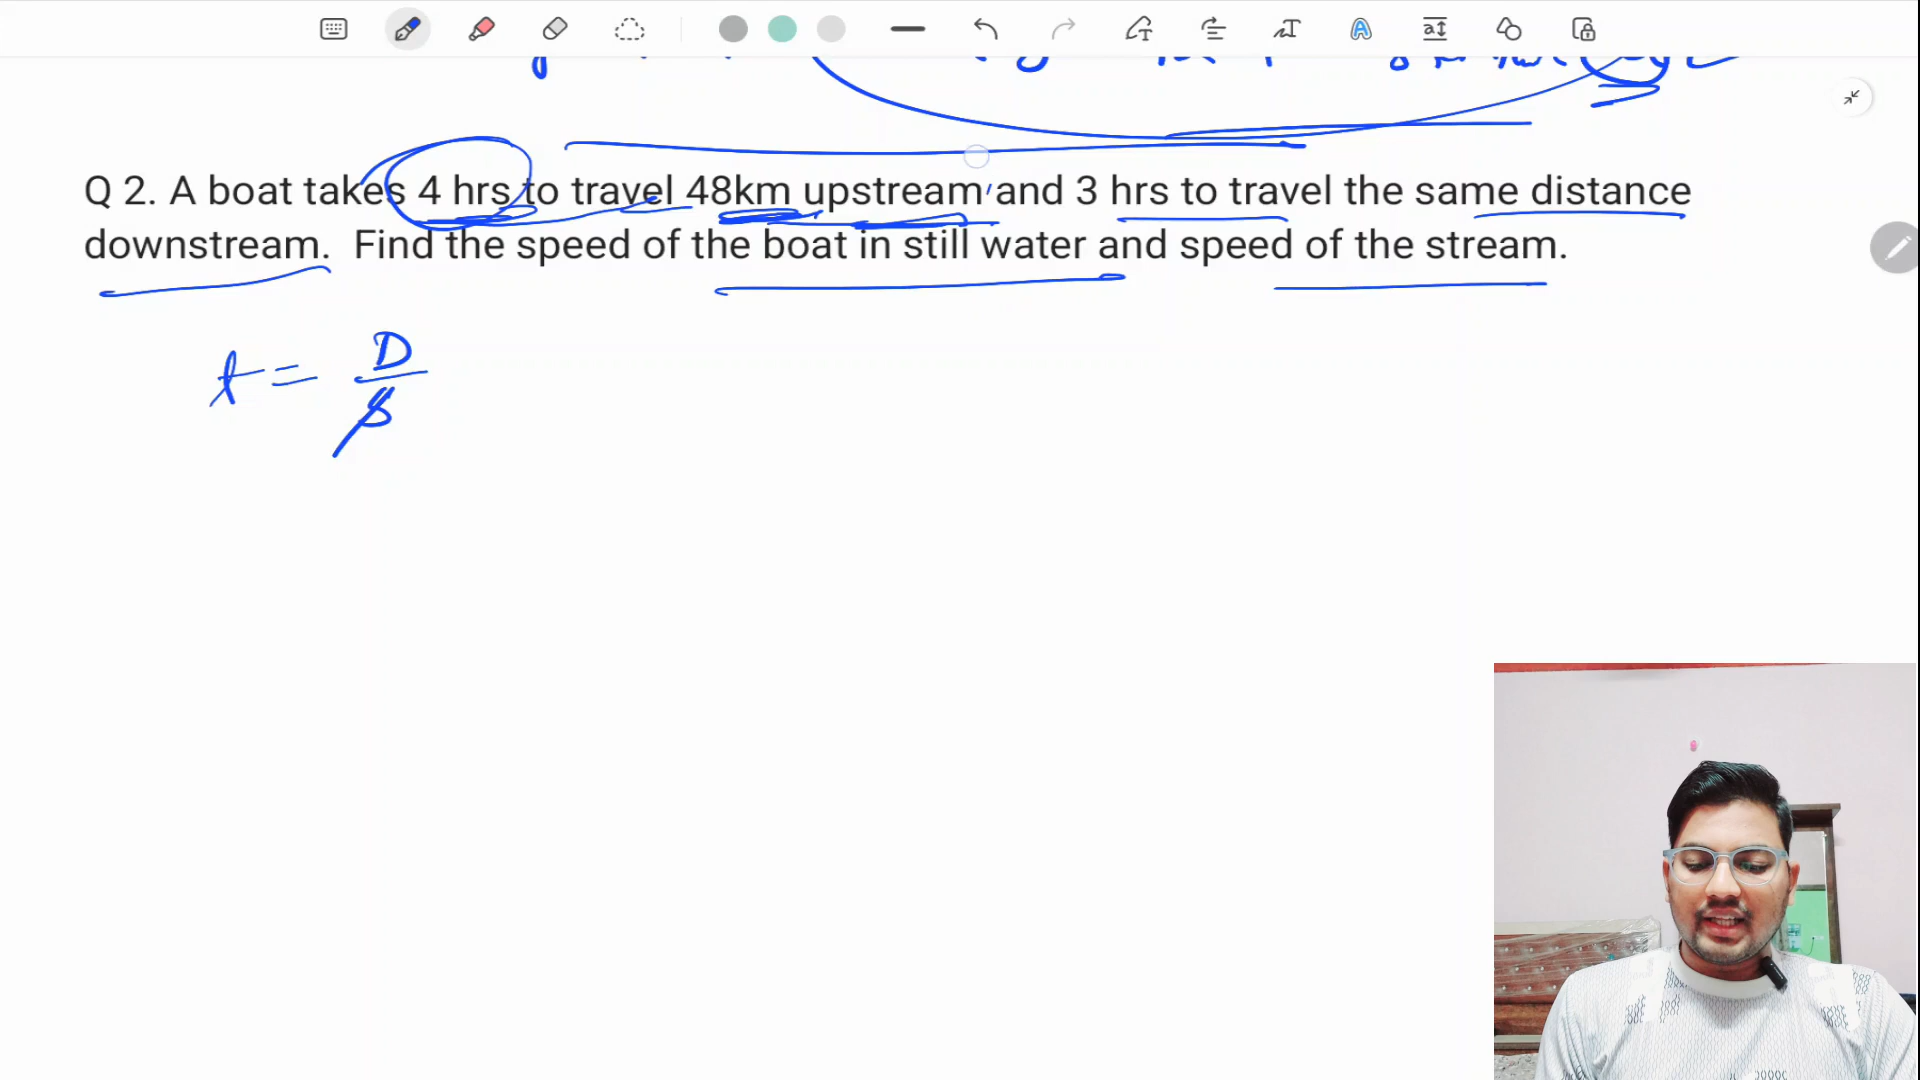 Q 2. A boat takes 4 hrs to travel 48km upstream and 3 hrs to travel the same distance
downstream. Find the speed of the boat in still water and speed of the stream.
t = D
S